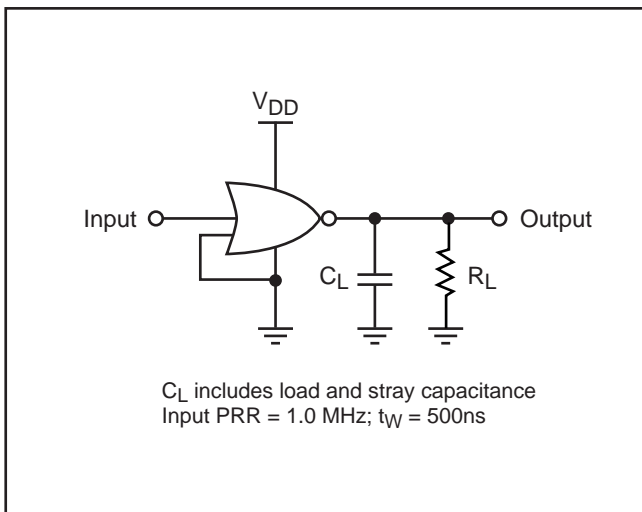 VDD
Input
Output
CL
RL
CL includes load and stray capacitance
Input PRR = 1.0 MHz; tW = 500ns